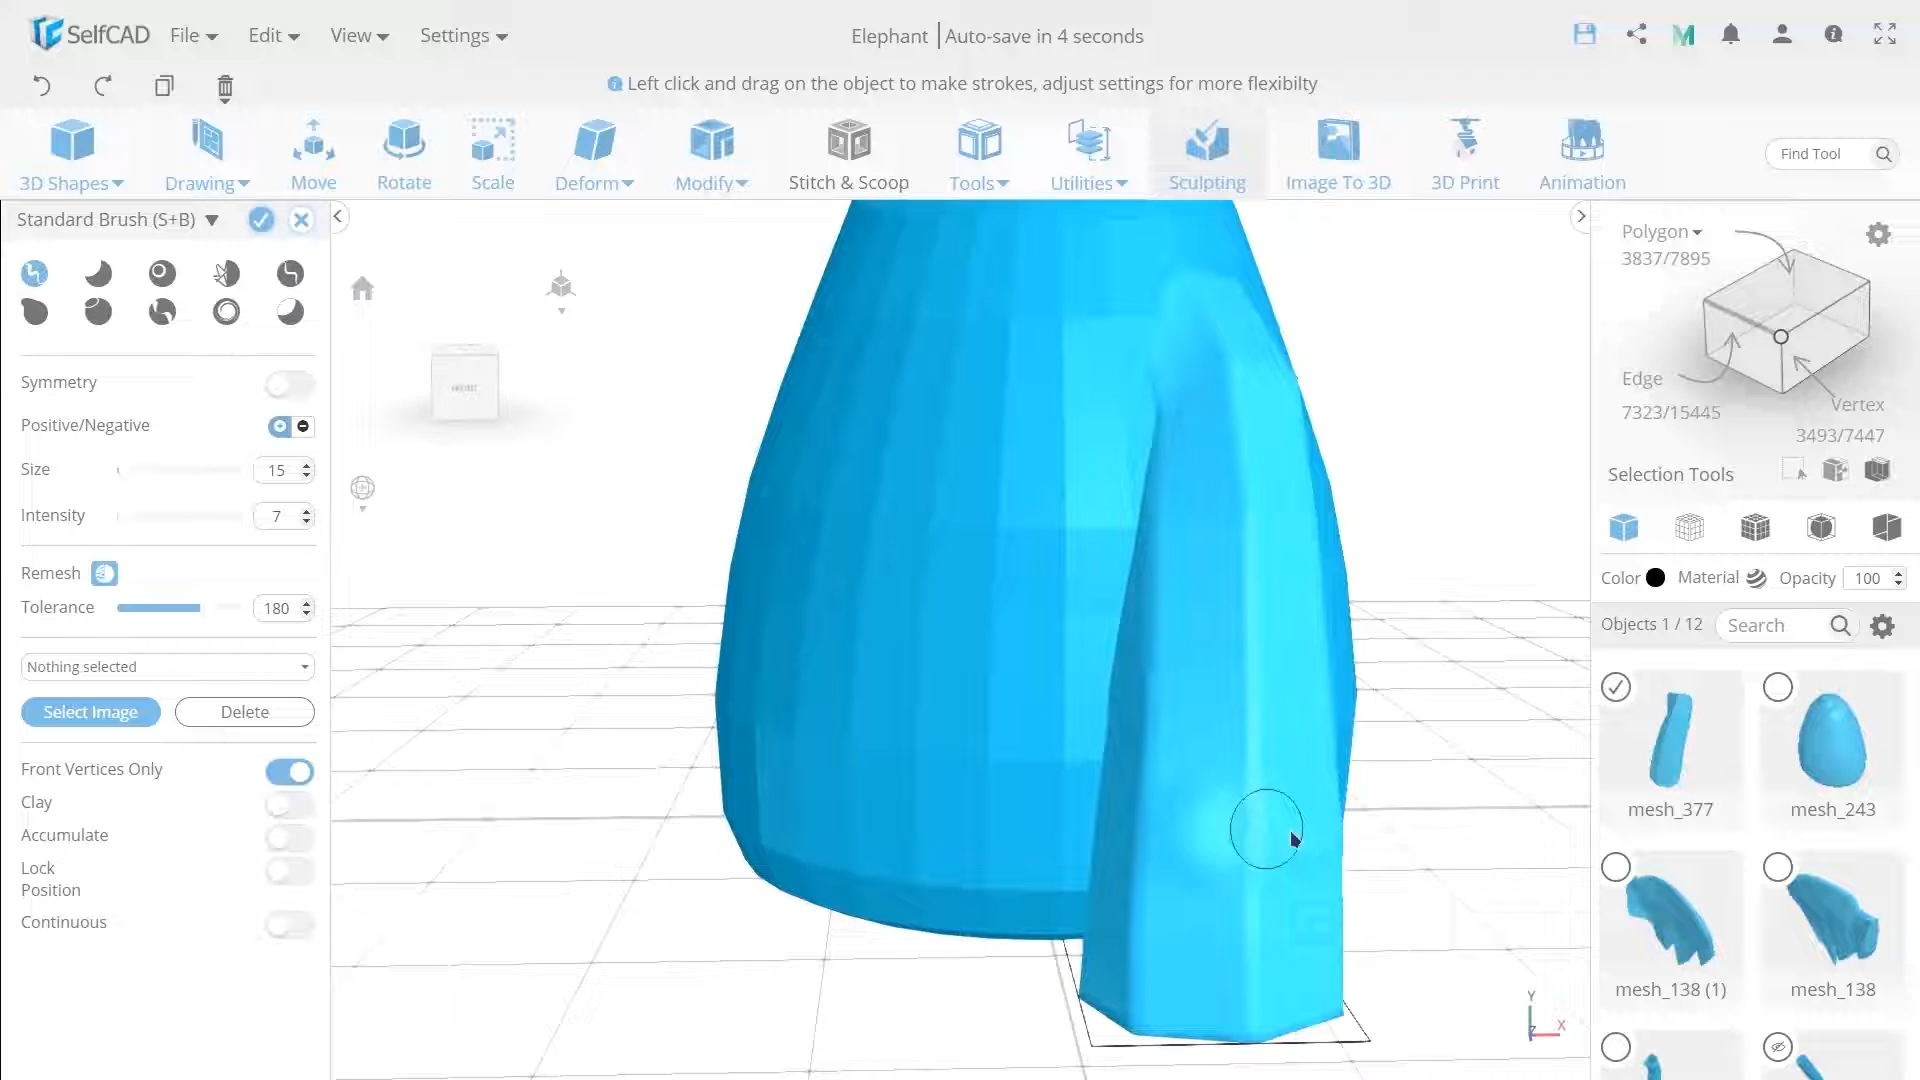 SelfCAD File Edit View Settings Elephant Auto-save in 4 seconds
Left click and drag on the object to make strokes, adjust settings for more flexibilty
3D Shapes Drawing Move Rotate Scale Deform Modify Stitch & Scoop Tools Utilities Sculpting Image To 3D 3D Print Animation Find Tool
Standard Brush (S+B)
Symmetry
Positive/Negative
Size 15
Intensity 7
Remesh
Tolerance 180
Nothing selected
Select Image Delete
Front Vertices Only
Clay
Accumulate
Lock
Position
Continuous
Y
X
Z
Polygon
3837/7895
Edge
7323/15445
Vertex
3493/7447
Selection Tools
Color Material Opacity 100
Objects 1 / 12 Search
mesh_377 mesh_243
mesh_138 (1) mesh_138